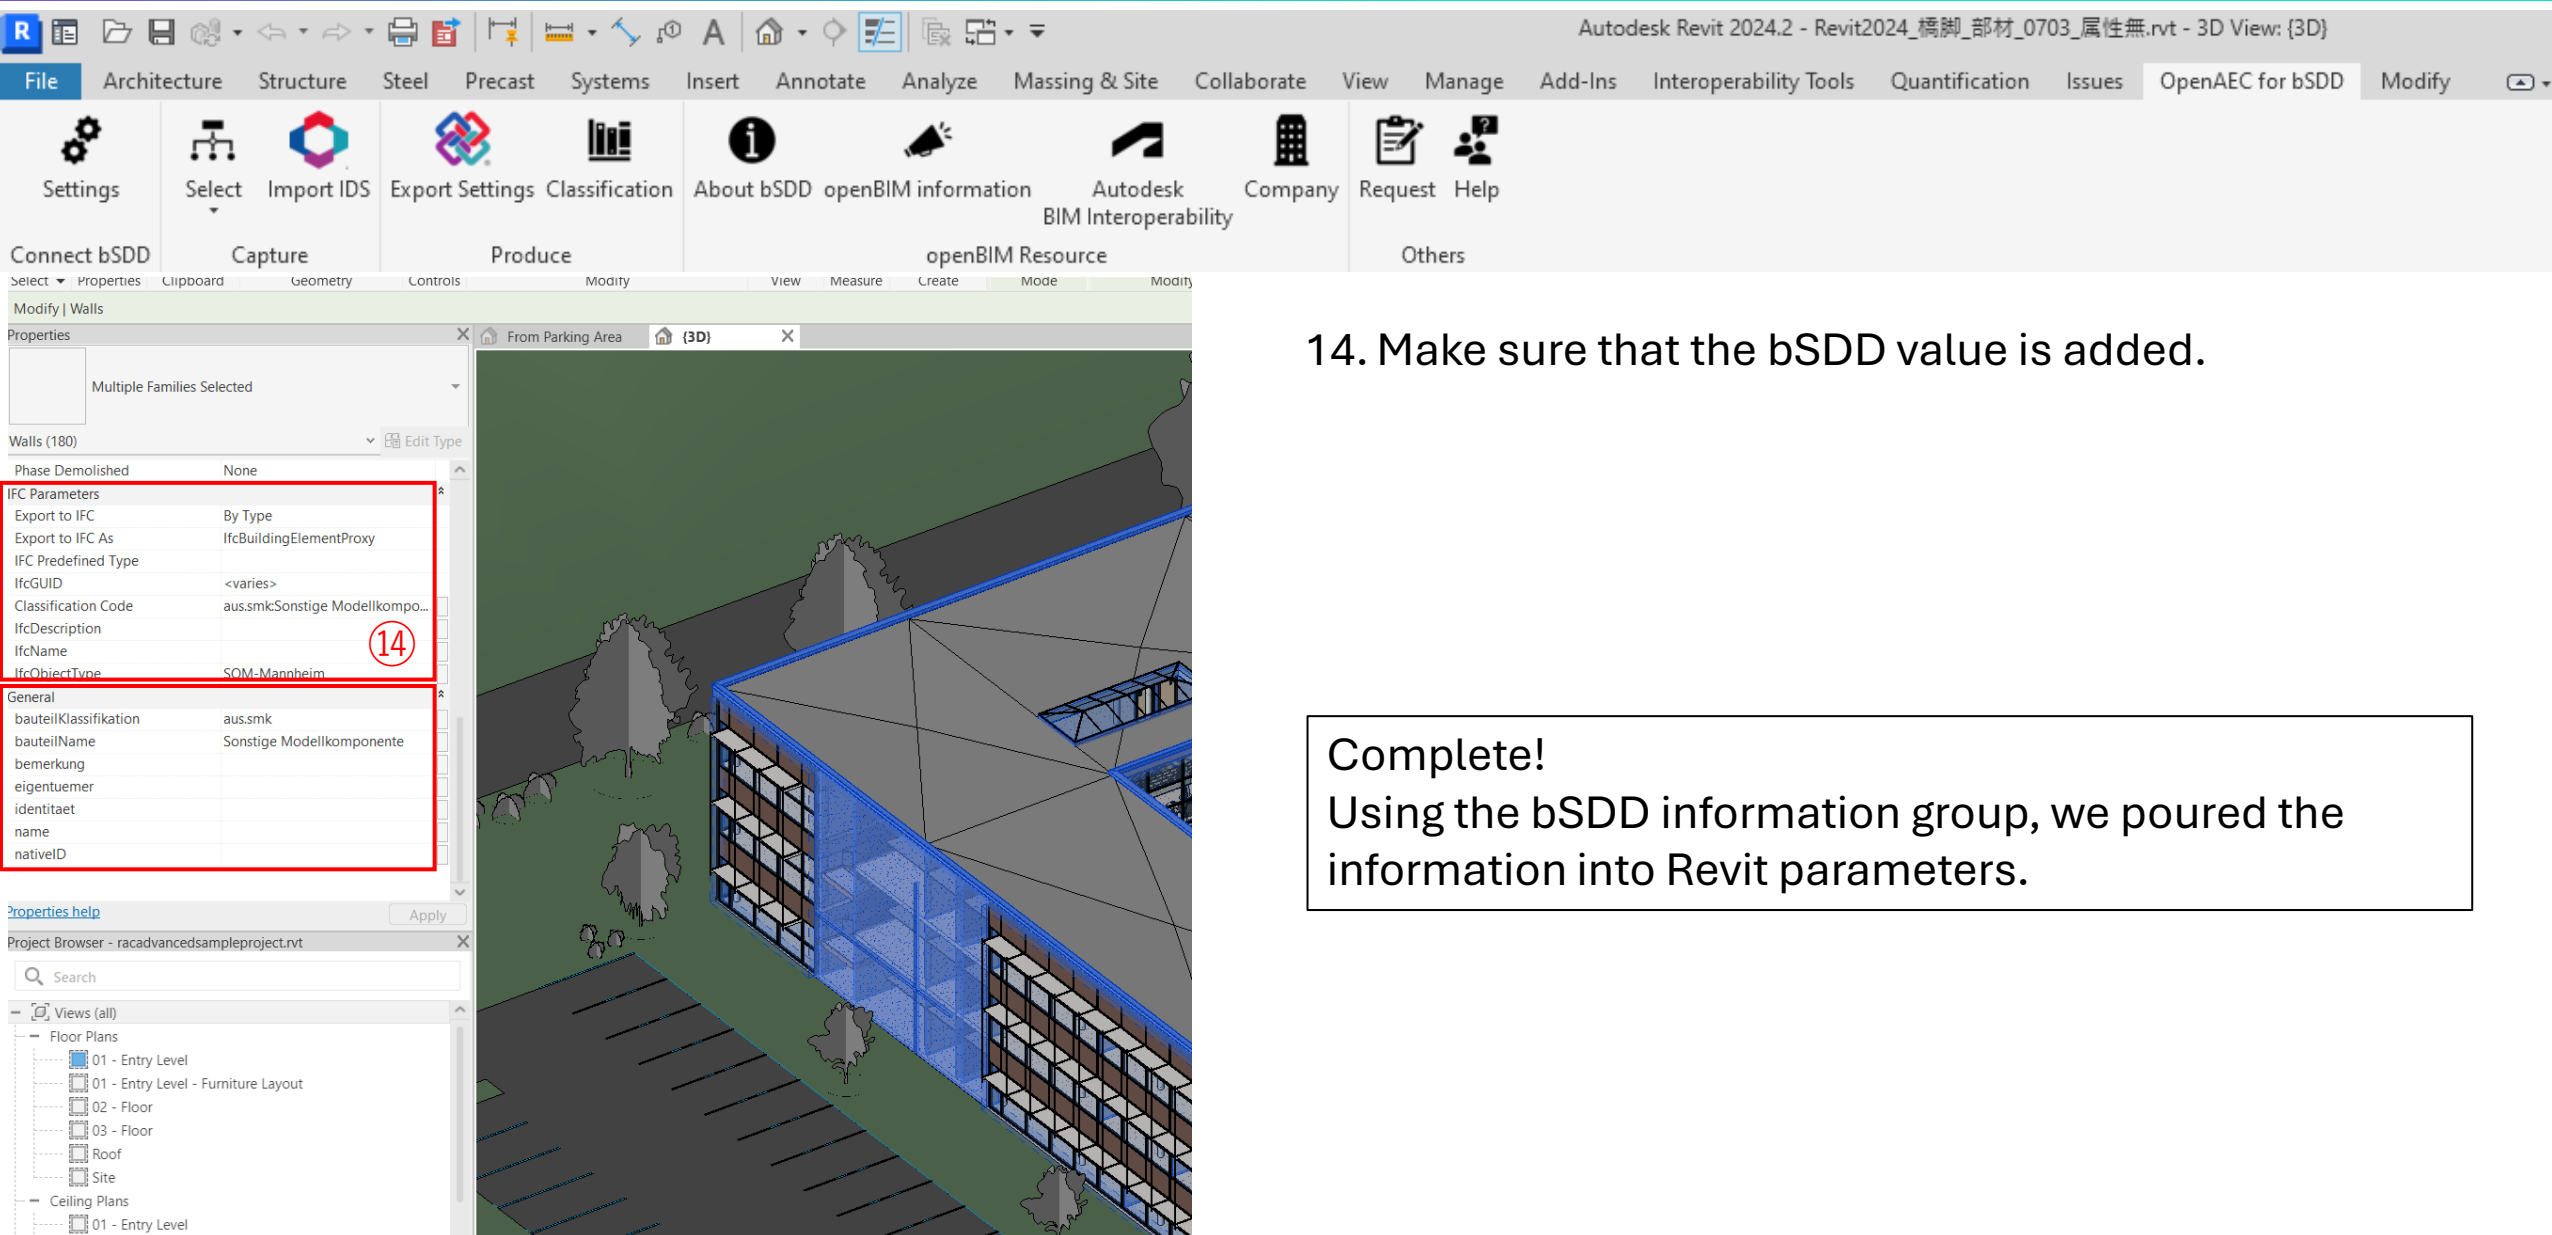 Autodesk Revit 2024.2 - Revit2024_橋脚_部材_0703_属性無.rvt - 3D View: {3D}
File Architecture Structure Steel Precast Systems Insert Annotate Analyze Massing & Site Collaborate View Manage Add-Ins Interoperability Tools Quantification Issues OpenAEC for bSDD Modify
Settings Select Import IDS Export Settings Classification About bSDD openBIM information Autodesk BIM Interoperability Company Request Help
Connect bSDD Capture Produce openBIM Resource Others
Select Properties Clipboard Geometry Controls Modify View Measure Create Mode Modify
Modify | Walls
Properties
From Parking Area {3D}
Multiple Families Selected
Walls (180) Edit Type
Phase Demolished None
IFC Parameters
Export to IFC By Type
Export to IFC As IfcBuildingElementProxy
IFC Predefined Type
IfcGUID <varies>
Classification Code aus.smk:Sonstige Modellkompo...
IfcDescription
IfcName
⑭
IfcObjectType SOM-Mannheim
General
bauteilKlassifikation aus.smk
bauteilName Sonstige Modellkomponente
bemerkung
eigentuemer
identitaet
name
nativeID
Properties help Apply
Project Browser - racadvancedsampleproject.rvt
Search
Views (all)
Floor Plans
01 - Entry Level
01 - Entry Level - Furniture Layout
02 - Floor
03 - Floor
Roof
Site
Ceiling Plans
01 - Entry Level
14. Make sure that the bSDD value is added.
Complete!
Using the bSDD information group, we poured the
information into Revit parameters.